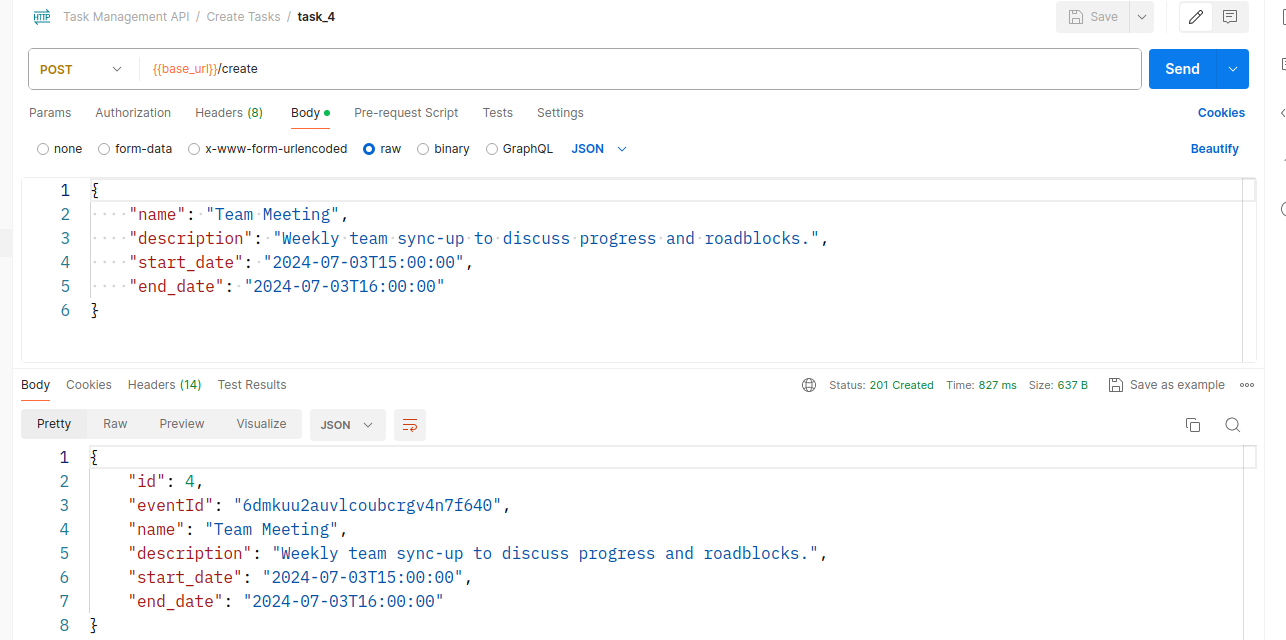 HTTP Task Management API / Create Tasks / task_4 Save
POST {{base_url}}/create Send
Params Authorization Headers (8) Body Pre-request Script Tests Settings Cookies
none form-data x-www-form-urlencoded raw binary GraphQL JSON Beautify
1 {
2 "name": "Team Meeting",
3 "description": "Weekly team sync-up to discuss progress and roadblocks.",
4 "start_date": "2024-07-03T15:00:00",
5 "end_date": "2024-07-03T16:00:00"
6 }
Body Cookies Headers (14) Test Results Status: 201 Created Time: 827 ms Size: 637 B Save as example
Pretty Raw Preview Visualize JSON
1 {
2 "id": 4,
3 "eventId": "6dmkuu2auvlcoubcrgv4n7f640",
4 "name": "Team Meeting",
5 "description": "Weekly team sync-up to discuss progress and roadblocks.",
6 "start_date": "2024-07-03T15:00:00",
7 "end_date": "2024-07-03T16:00:00"
8 }